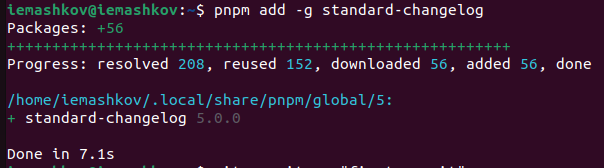 iemashkov@iemashkov:~$ pnpm add -g standard-changelog
Packages: +56
++++++++++++++++++++++++++++++++++++++++++++++++++++++++
Progress: resolved 208, reused 152, downloaded 56, added 56, done
/home/iemashkov/.local/share/pnpm/global/5:
+ standard-changelog 5.0.0
Done in 7.1s